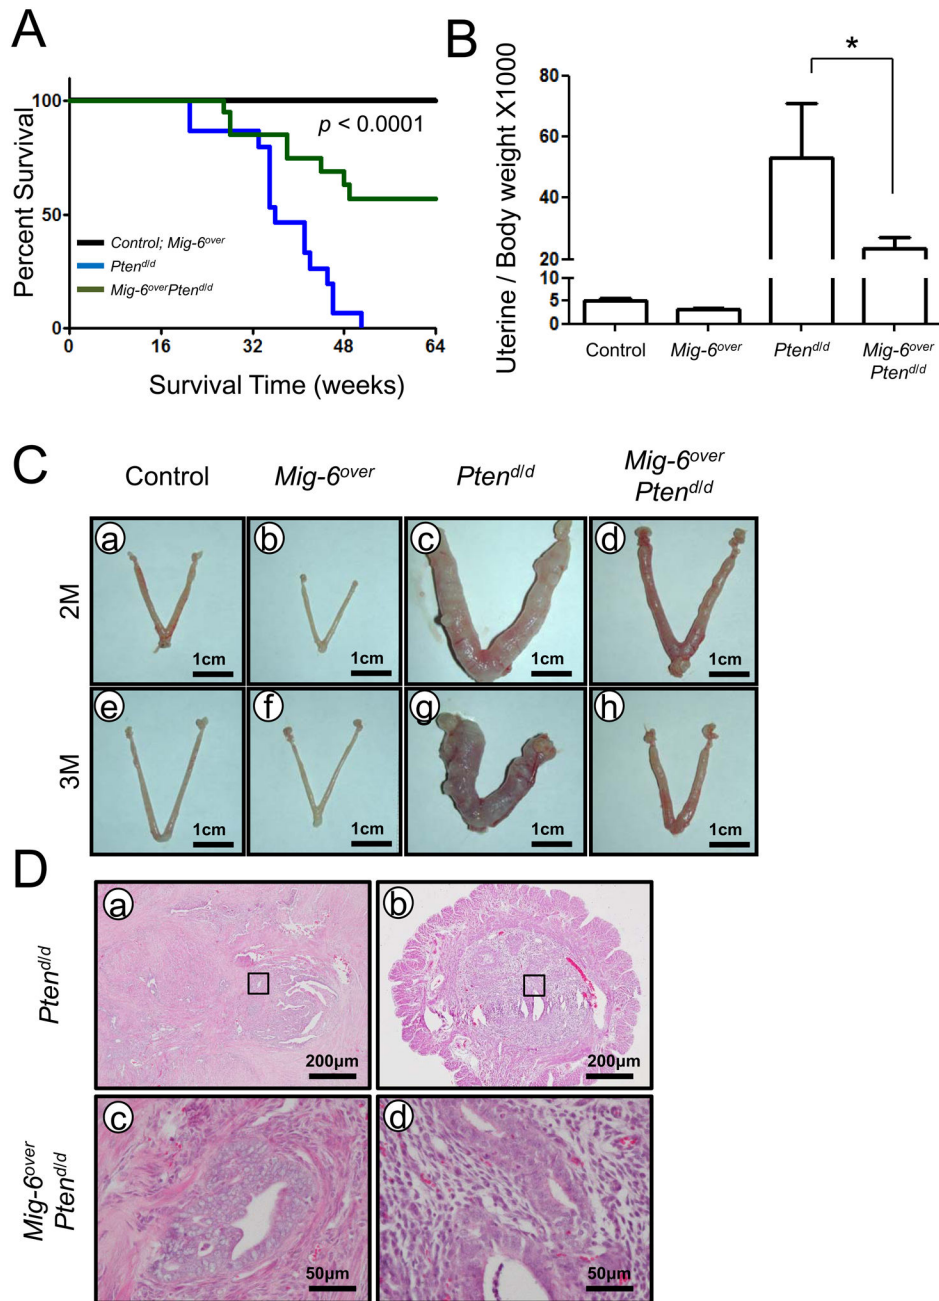 A
Percent Survival
100
50
0
p < 0.0001
Control; Mig-6over
Ptend/d
Mig-6overPtend/d
0 16 32 48 64
Survival Time (weeks)
B
Uterine / Body weight X1000
*
80
60
40
20
10
5
0
Control Mig-6over Ptend/d Mig-6over
Ptend/d
C
Control Mig-6over Ptend/d Mig-6over
Ptend/d
2M
a b c d
1cm 1cm 1cm 1cm
3M
e f g h
1cm 1cm 1cm 1cm
D
Ptend/d
a b
200µm 200µm
Mig-6over
Ptend/d
c d
50µm 50µm